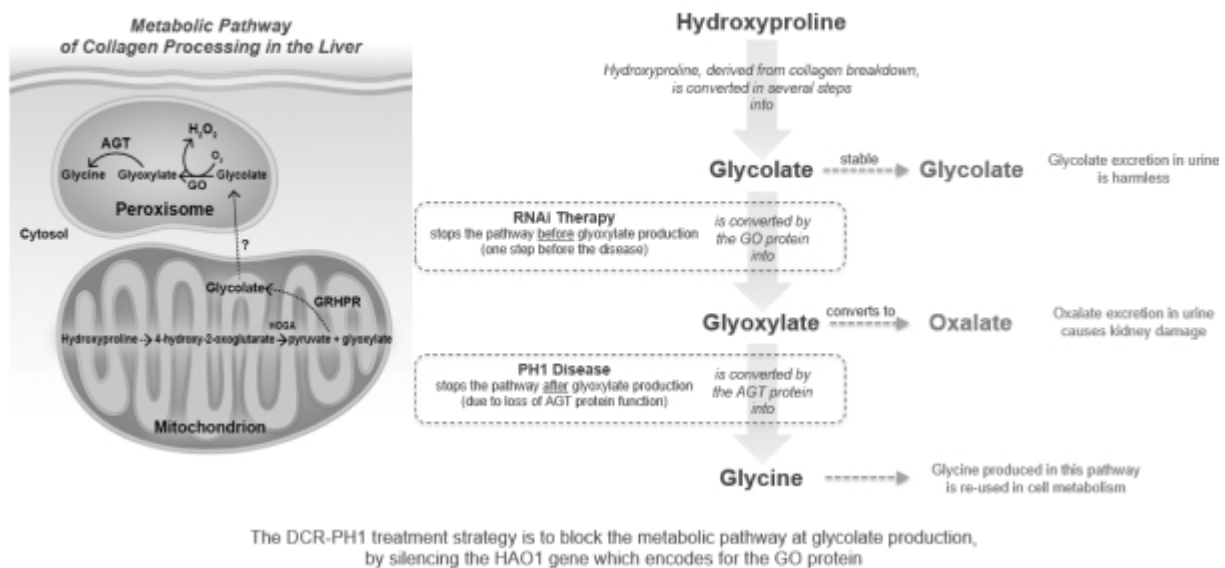 Metabolic Pathway
of Collagen Processing in the Liver
H2O2
AGT
O2
Glycine Glyoxylate Glycolate
GO
Peroxisome
Cytosol
?
Glycolate
GRHPR
HOGA
Hydroxyproline 4-hydroxy-2-oxoglutarate pyruvate + glyoxylate
Mitochondrion
Hydroxyproline
Hydroxyproline, derived from collagen breakdown,
is converted in several steps
into
Glycolate stable Glycolate
Glycolate excretion in urine
is harmless
RNAi Therapy
stops the pathway before glyoxylate production
(one step before the disease)
is converted by
the GO protein
into
Glyoxylate converts to Oxalate
Oxalate excretion in urine
causes kidney damage
PH1 Disease
stops the pathway after glyoxylate production
(due to loss of AGT protein function)
is converted by
the AGT protein
into
Glycine
Glycine produced in this pathway
is re-used in cell metabolism
The DCR-PH1 treatment strategy is to block the metabolic pathway at glycolate production,
by silencing the HAO1 gene which encodes for the GO protein